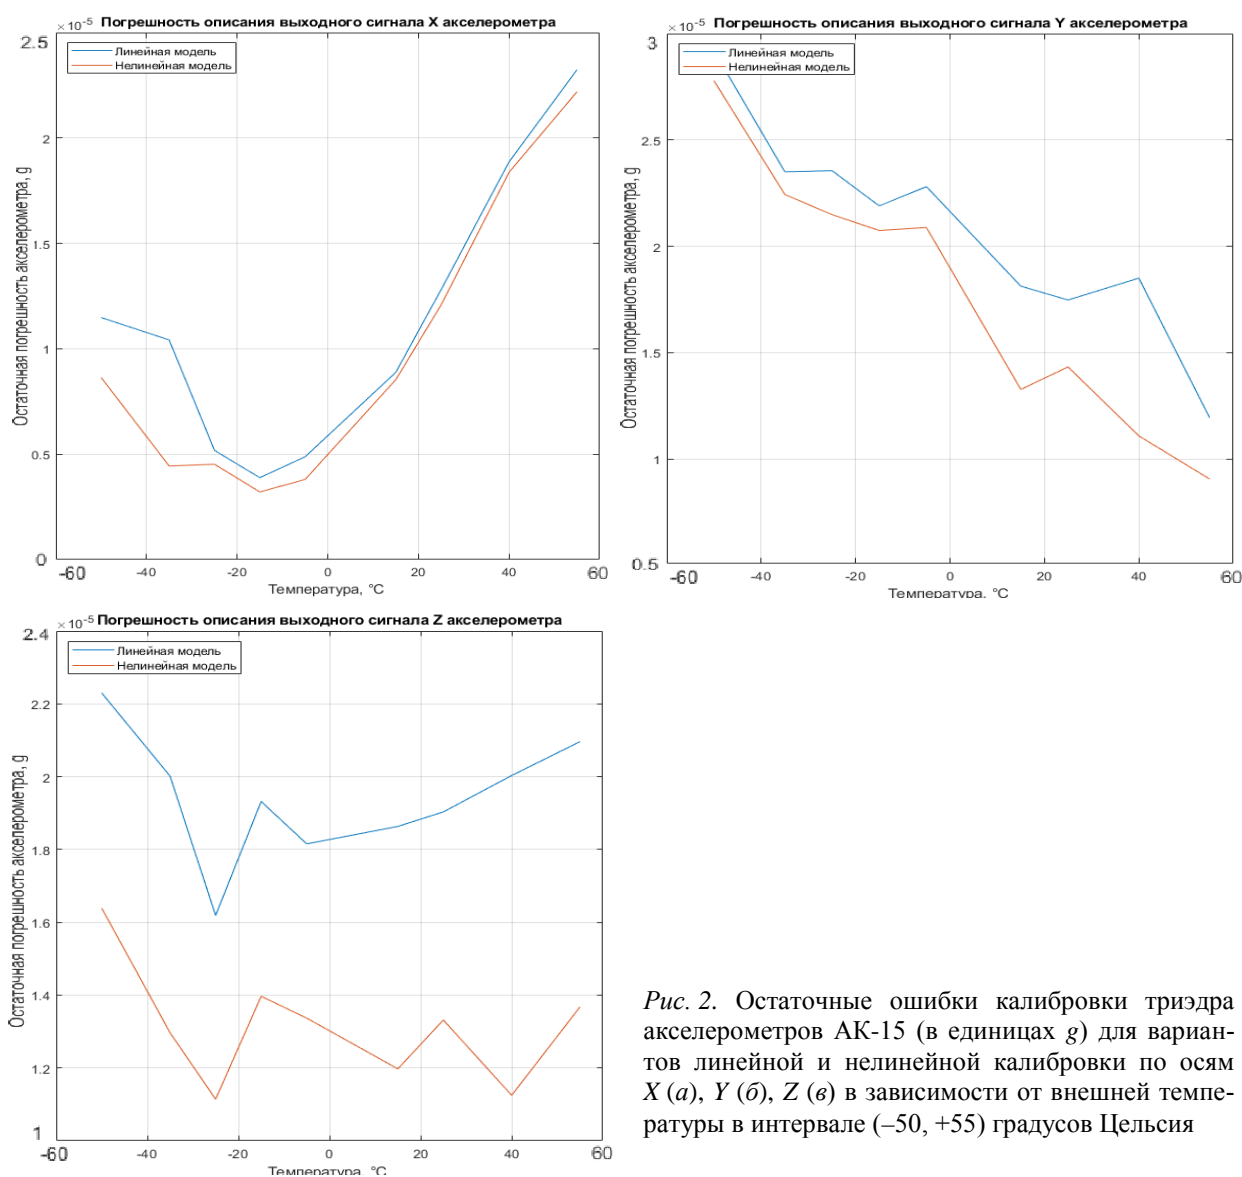 Погрешность описания выходного сигнала X акселерометра
×10⁻⁵
2.5
2
1.5
1
0.5
0
Остаточная погрешность акселерометра, g
Линейная модель
Нелинейная модель
-60 -40 -20 0 20 40 60
Температура, °C
Погрешность описания выходного сигнала Y акселерометра
×10⁻⁵
3
2.5
2
1.5
1
0.5
Остаточная погрешность акселерометра, g
Линейная модель
Нелинейная модель
-60 -40 -20 0 20 40 60
Температура, °C
Погрешность описания выходного сигнала Z акселерометра
×10⁻⁵
2.4
2.2
2
1.8
1.6
1.4
1.2
1
Остаточная погрешность акселерометра, g
Линейная модель
Нелинейная модель
-60 -40 -20 0 20 40 60
Температура, °C
Рис. 2. Остаточные ошибки калибровки триэдра
акселерометров АК-15 (в единицах g) для вариан-
тов линейной и нелинейной калибровки по осям
X (а), Y (б), Z (в) в зависимости от внешней темпе-
ратуры в интервале (–50, +55) градусов Цельсия